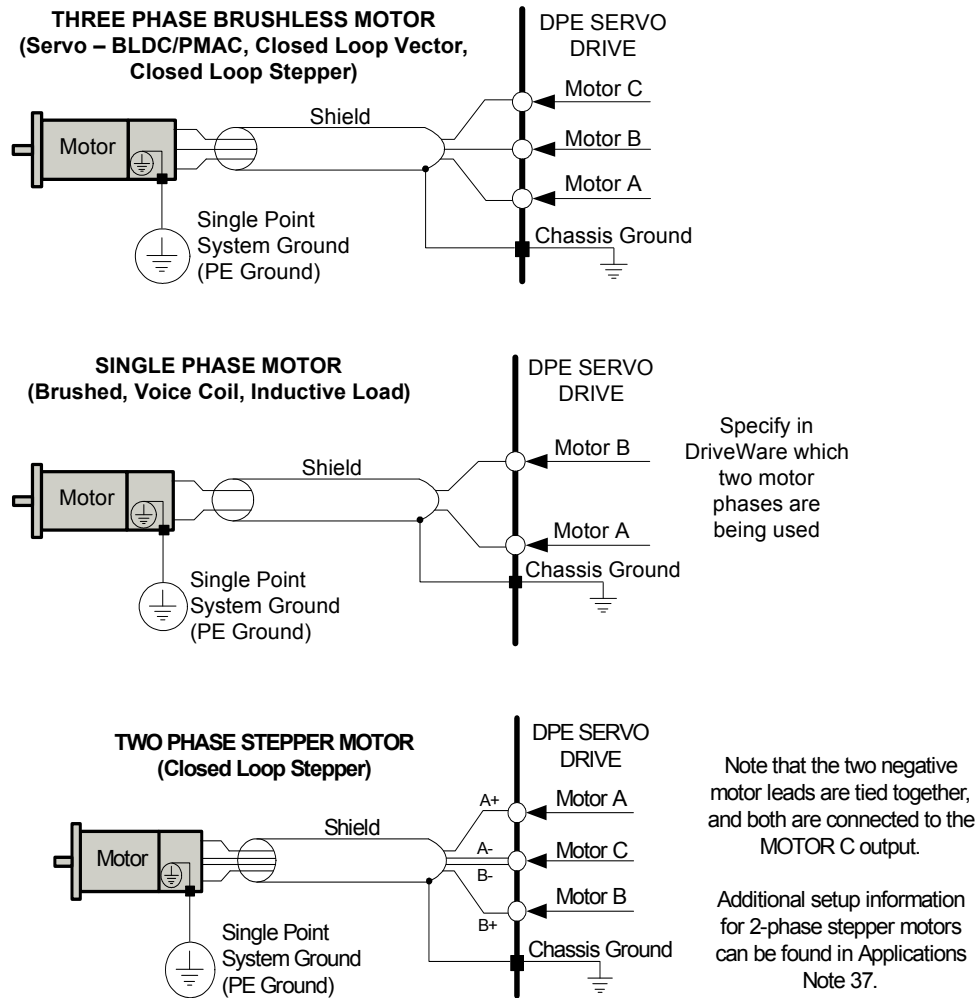 THREE PHASE BRUSHLESS MOTOR
(Servo – BLDC/PMAC, Closed Loop Vector,
Closed Loop Stepper)
DPE SERVO
DRIVE
Motor C
Shield
Motor
Motor B
Motor A
Single Point
System Ground
(PE Ground)
Chassis Ground
SINGLE PHASE MOTOR
(Brushed, Voice Coil, Inductive Load)
DPE SERVO
DRIVE
Motor B
Shield
Motor
Motor A
Specify in
DriveWare which
two motor
phases are
being used
Chassis Ground
Single Point
System Ground
(PE Ground)
TWO PHASE STEPPER MOTOR
(Closed Loop Stepper)
DPE SERVO
DRIVE
A+
Motor A
Shield
A-
Motor C
Motor
B-
Motor B
B+
Single Point
System Ground
(PE Ground)
Chassis Ground
Note that the two negative
motor leads are tied together,
and both are connected to the
MOTOR C output.
Additional setup information
for 2-phase stepper motors
can be found in Applications
Note 37.